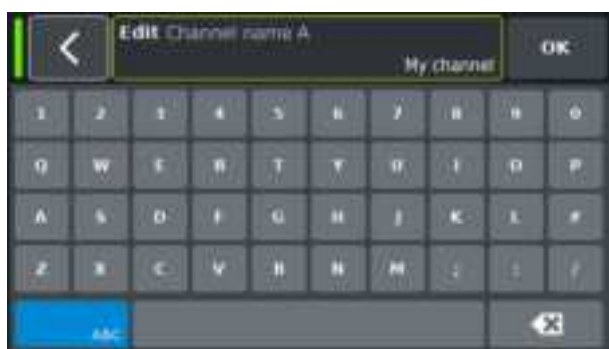 Edit Channel name A
My channel
OK
1 2 3 4 5 6 7 8 9 0
Q W E R T Y U I O P
A S D F G H J K L #
Z X C V B N M ; : /
ABC